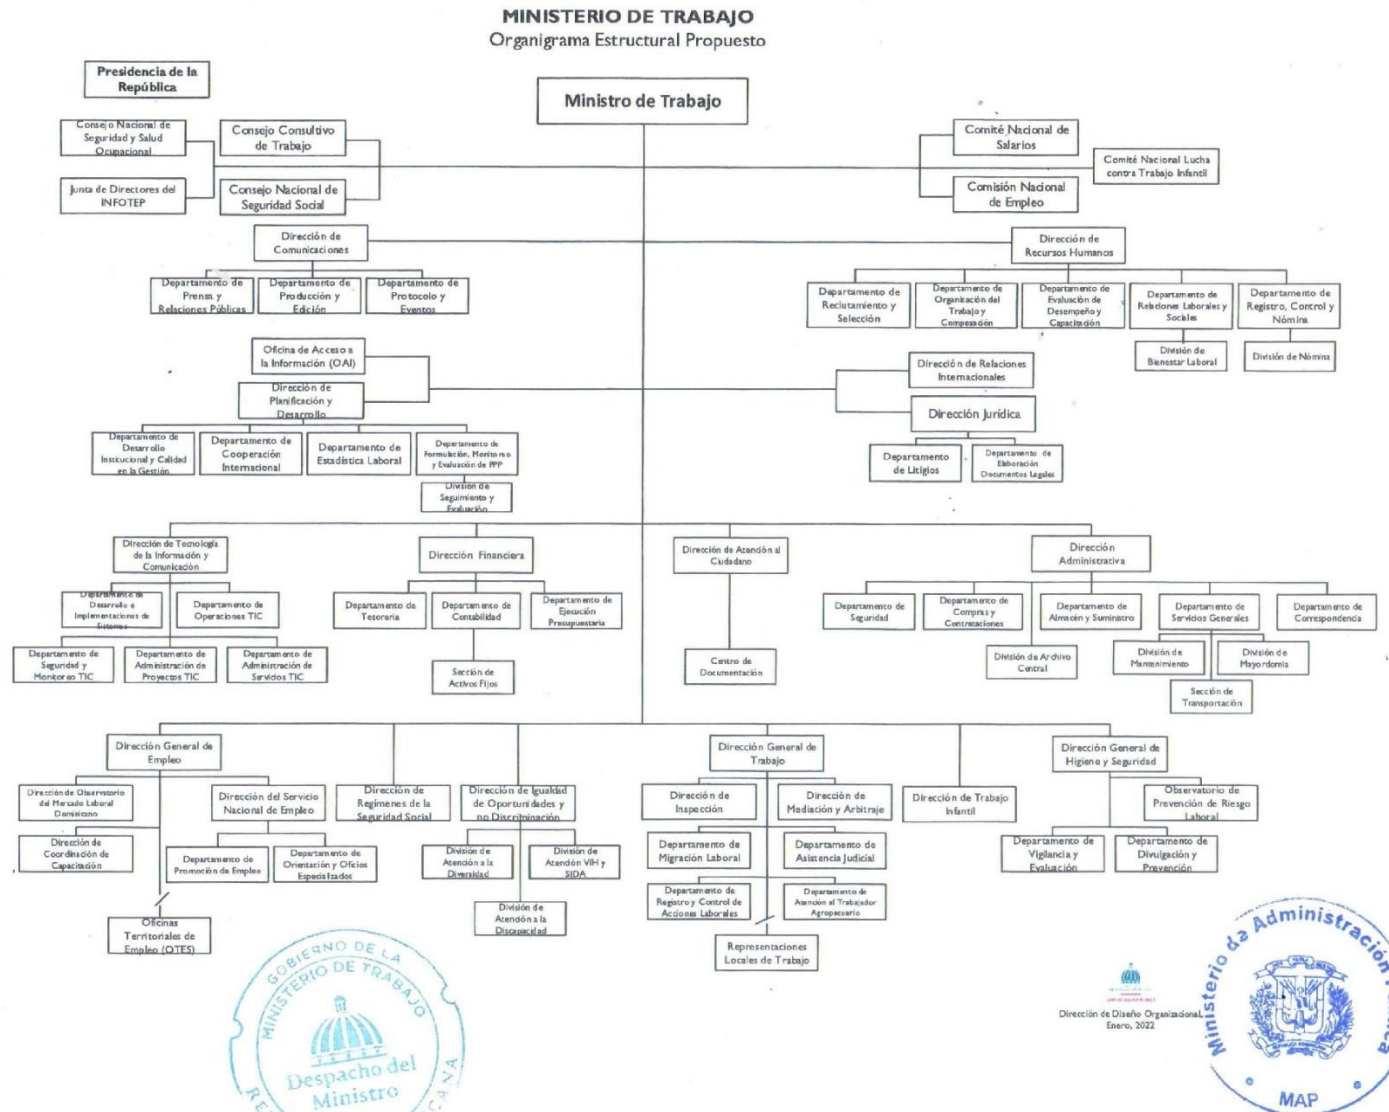 MINISTERIO DE TRABAJO
Organigrama Estructural Propuesto
Presidencia de la
República
Ministro de Trabajo
Consejo Nacional de
Seguridad y Salud
Ocupacional
Consejo Consultivo
de Trabajo
Comité Nacional de
Salarios
Comité Nacional Lucha
contra Trabajo Infantil
Junta de Directores del
INFOTEP
Consejo Nacional de
Seguridad Social
Comisión Nacional
de Empleo
Dirección de
Comunicaciones
Dirección de
Recursos Humanos
Departamento de
Prensa y
Relaciones Públicas
Departamento de
Producción y
Edición
Departamento de
Protocolo y
Eventos
Departamento de
Reclutamiento y
Selección
Departamento de
Organización del
Trabajo y
Compensación
Departamento de
Evaluación de
Desempeño y
Capacitación
Departamento de
Relaciones Laborales y
Sociales
Departamento de
Registro, Control y
Nómina
División de
Bienestar Laboral
División de Nómina
Oficina de Acceso a
la Información (OAI)
Dirección de Relaciones
Internacionales
Dirección de
Planificación y
Desarrollo
Dirección Jurídica
Departamento de
Desarrollo
Institucional y Calidad
en la Gestión
Departamento de
Cooperación
Internacional
Departamento de
Estadística Laboral
Departamento de
Formulación, Monitoreo
y Evaluación de PPP
Departamento
de Litigios
Departamento de
Elaboración
Documentos Legales
División de
Seguimiento y
Evaluación
Dirección de Tecnología
de la Información y
Comunicación
Dirección Financiera
Dirección de Atención al
Ciudadano
Dirección
Administrativa
Departamento de
Desarrollo e
Implementaciones de
Sistemas
Departamento de
Operaciones TIC
Departamento de
Tesorería
Departamento de
Contabilidad
Departamento de
Ejecución
Presupuestaria
Departamento de
Seguridad
Departamento de
Compras y
Contrataciones
Departamento de
Almacén y Suministro
Departamento de
Servicios Generales
Departamento de
Correspondencia
Departamento de
Seguridad y
Monitoreo TIC
Departamento de
Administración de
Proyectos TIC
Departamento de
Administración de
Servicios TIC
Sección de
Activos Fijos
Centro de
Documentación
División de Archivo
Central
División de
Mantenimiento
División de
Mayordomía
Sección de
Transportación
Dirección General de
Empleo
Dirección General de
Trabajo
Dirección General de
Higiene y Seguridad
Dirección de Observatorio
del Mercado Laboral
Dominicano
Dirección del Servicio
Nacional de Empleo
Dirección de
Regímenes de la
Seguridad Social
Dirección de Igualdad
de Oportunidades y
no Discriminación
Dirección de
Inspección
Dirección de
Mediación y Arbitraje
Dirección de Trabajo
Infantil
Observatorio de
Prevención de Riesgo
Laboral
Dirección de
Coordinación de
Capacitación
Departamento de
Promoción de Empleo
Departamento de
Orientación y Oficios
Especializados
División de
Atención a la
Diversidad
División de
Atención VIH y
SIDA
Departamento de
Migración Laboral
Departamento de
Asistencia Judicial
Departamento de
Vigilancia y
Evaluación
Departamento de
Divulgación y
Prevención
División de
Atención a la
Discapacidad
Departamento de
Registro y Control de
Acciones Laborales
Departamento de
Atención al Trabajador
Agropecuario
Oficinas
Territoriales de
Empleo (OTES)
Representaciones
Locales de Trabajo
GOBIERNO DE LA
MINISTERIO DE TRABAJO
Despacho del
Ministro
Dirección de Diseño Organizacional,
Enero, 2022
Ministerio de Administración
MAP